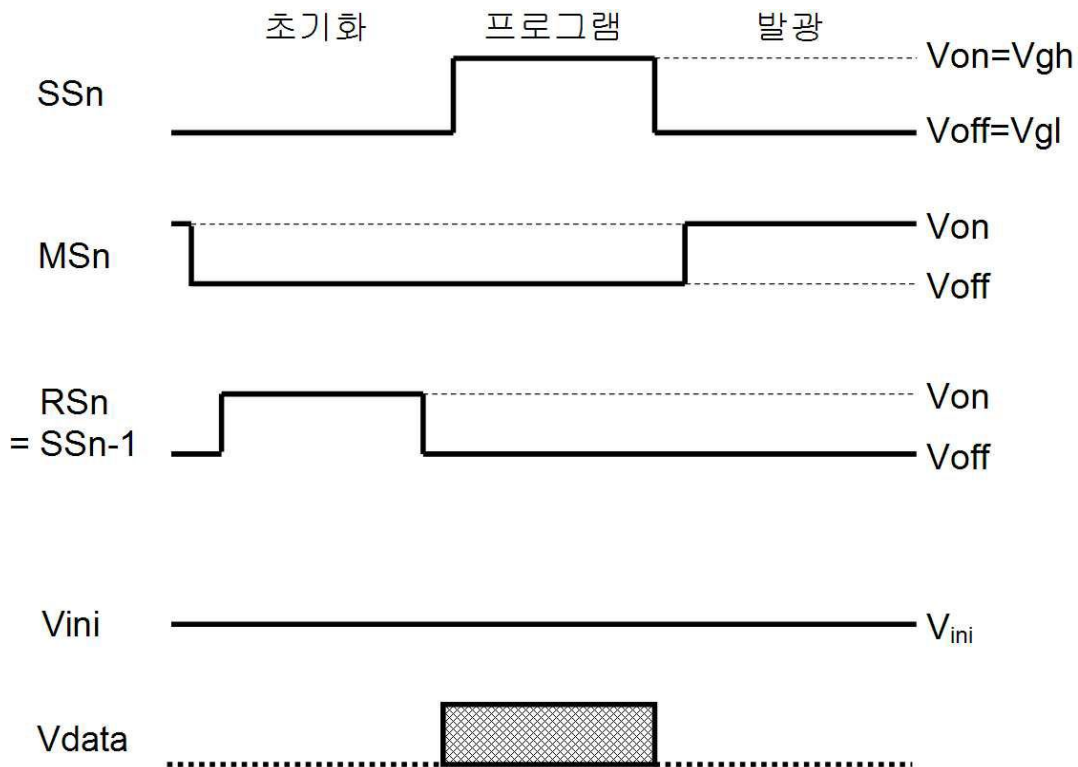 초기화 프로그램 발광
SSn
Von=Vgh
Voff=Vgl
MSn
Von
Voff
RSn
= SSn-1
Von
Voff
Vini
Vini
Vdata